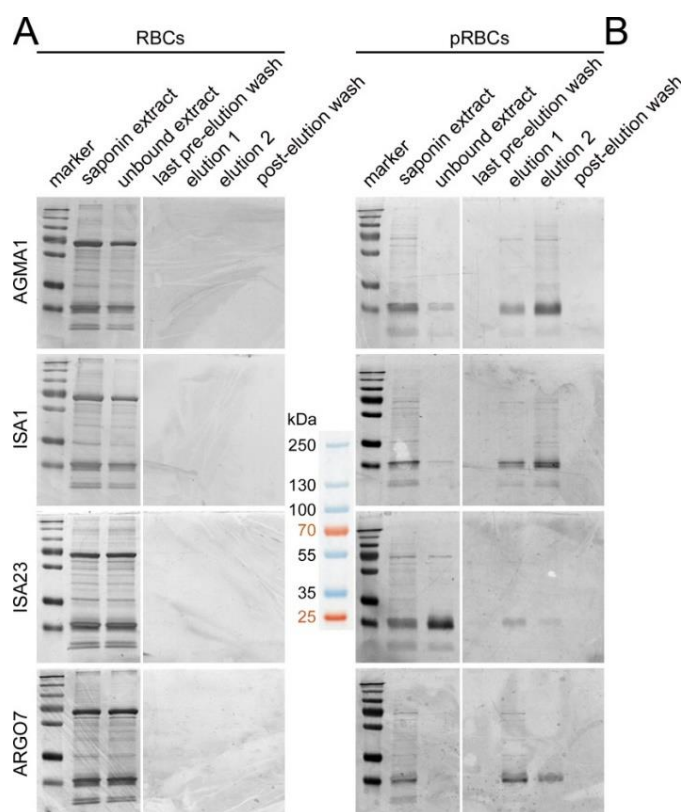 A
RBCs
pRBCs
B
marker
saponin extract
unbound extract
last pre-elution wash
elution 1
elution 2
post-elution wash
marker
saponin extract
unbound extract
last pre-elution wash
elution 1
elution 2
post-elution wash
AGMA1
ISA1
ISA23
ARGO7
kDa
250
130
100
70
55
35
25